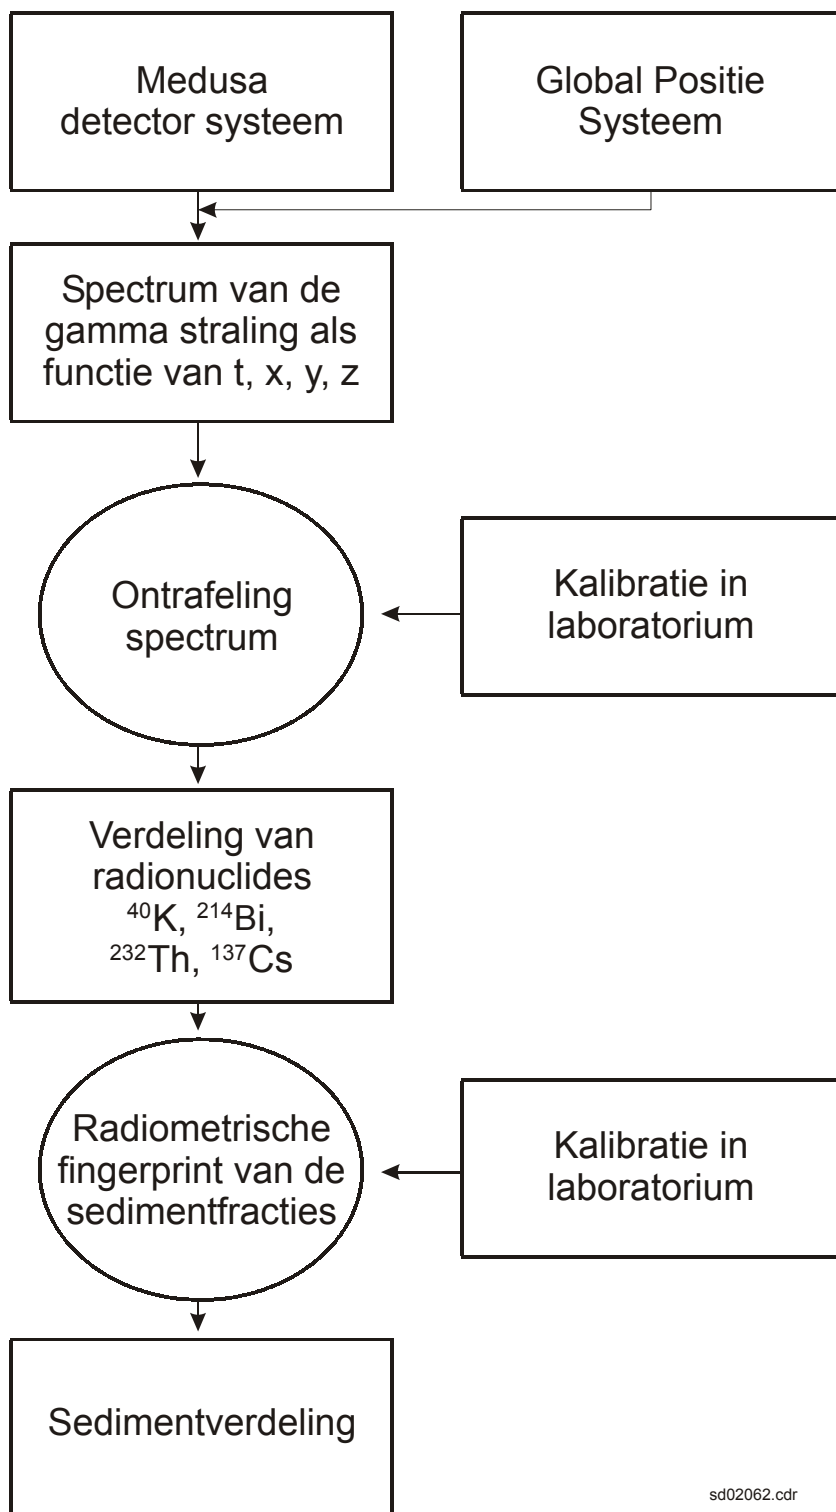 Medusa
detector systeem
Global Positie
Systeem
Spectrum van de
gamma straling als
functie van t, x, y, z
Ontrafeling
spectrum
Kalibratie in
laboratorium
Verdeling van
radionuclides
⁴⁰K, ²¹⁴Bi,
²³²Th, ¹³⁷Cs
Radiometrische
fingerprint van de
sedimentfracties
Kalibratie in
laboratorium
Sedimentverdeling
sd02062.cdr